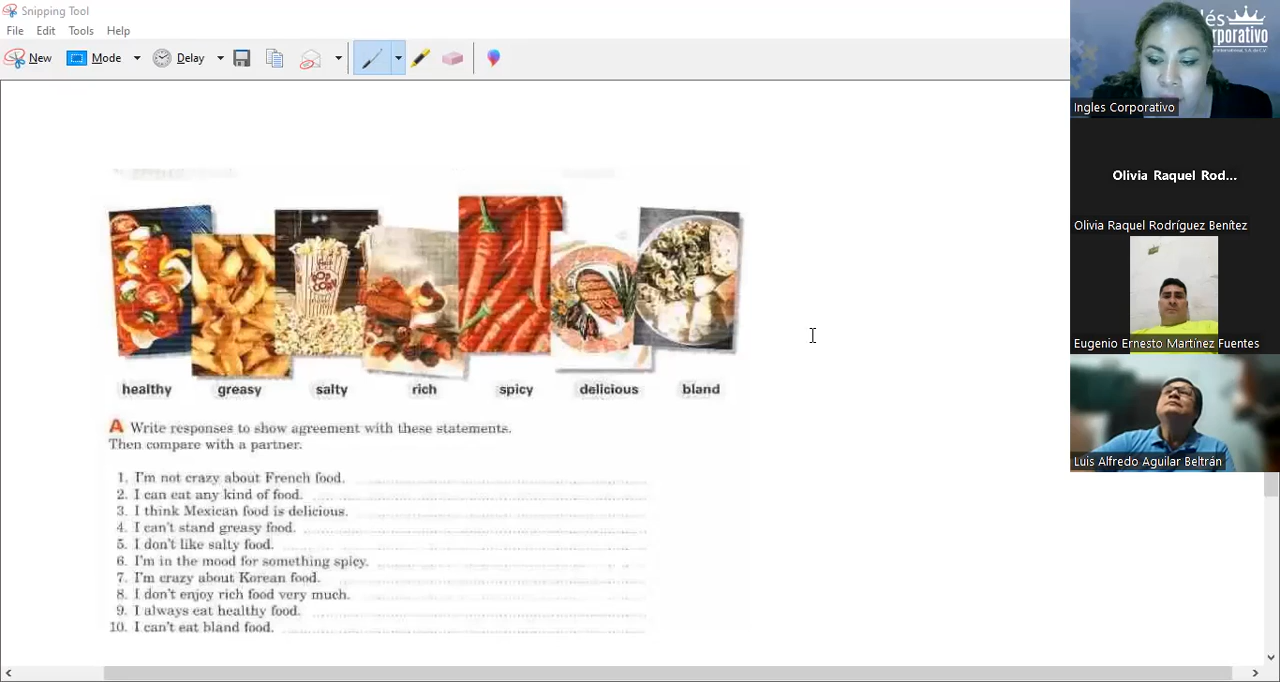 Snipping Tool
File Edit Tools Help
New Mode Delay
healthy greasy salty rich spicy delicious bland
POP CORN
A Write responses to show agreement with these statements.
Then compare with a partner.
1. I'm not crazy about French food.
2. I can eat any kind of food.
3. I think Mexican food is delicious.
4. I can't stand greasy food.
5. I don't like salty food.
6. I'm in the mood for something spicy.
7. I'm crazy about Korean food.
8. I don't enjoy rich food very much.
9. I always eat healthy food.
10. I can't eat bland food.
Ingles Corporativo
Olivia Raquel Rod...
Olivia Raquel Rodríguez Benítez
Eugenio Ernesto Martínez Fuentes
Luis Alfredo Aguilar Beltrán